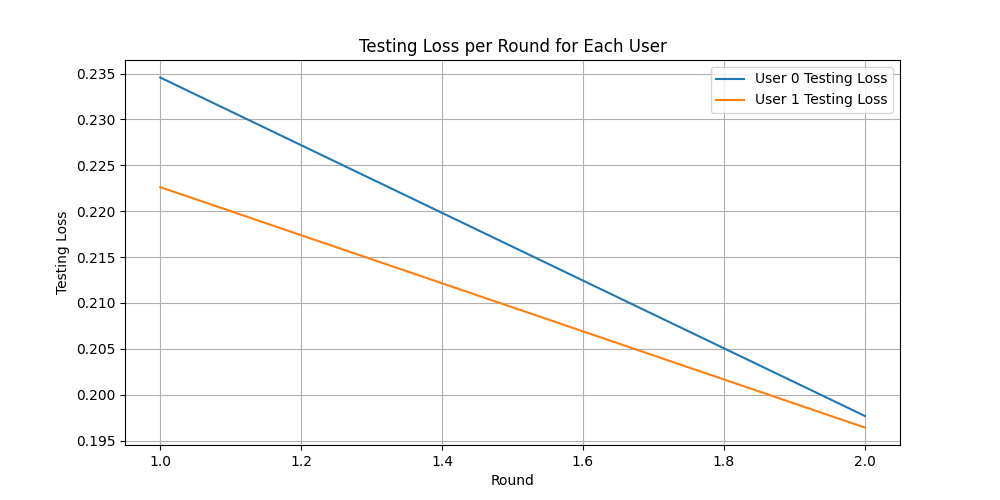 Testing Loss per Round for Each User
User 0 Testing Loss
User 1 Testing Loss
Testing Loss
0.235
0.230
0.225
0.220
0.215
0.210
0.205
0.200
0.195
1.0 1.2 1.4 1.6 1.8 2.0
Round